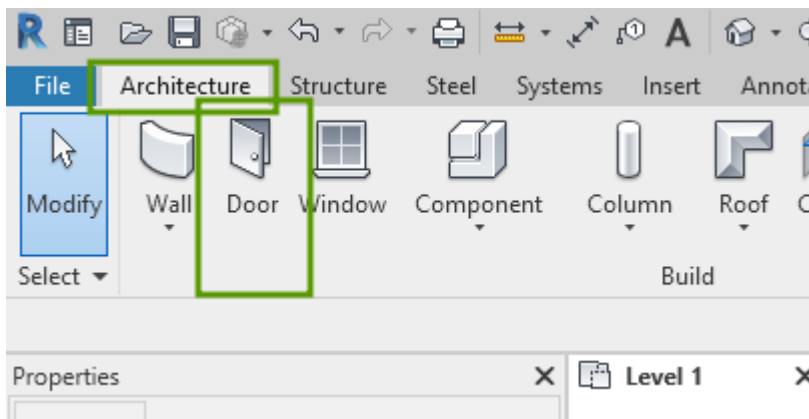 File Architecture Structure Steel Systems Insert
Modify Wall Door Window Component Column Roof
Select Build
Properties Level 1